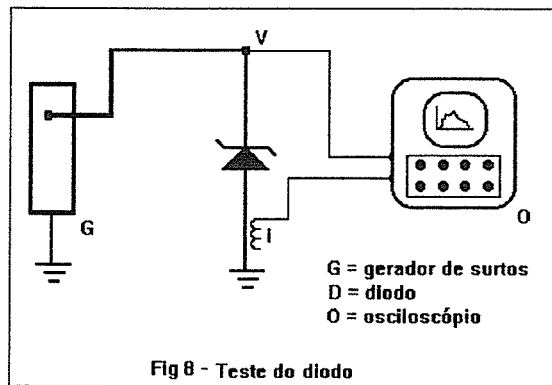 V
G
I
O
G = gerador de surtos
D = diodo
O = osciloscópio
Fig 8 - Teste do diodo